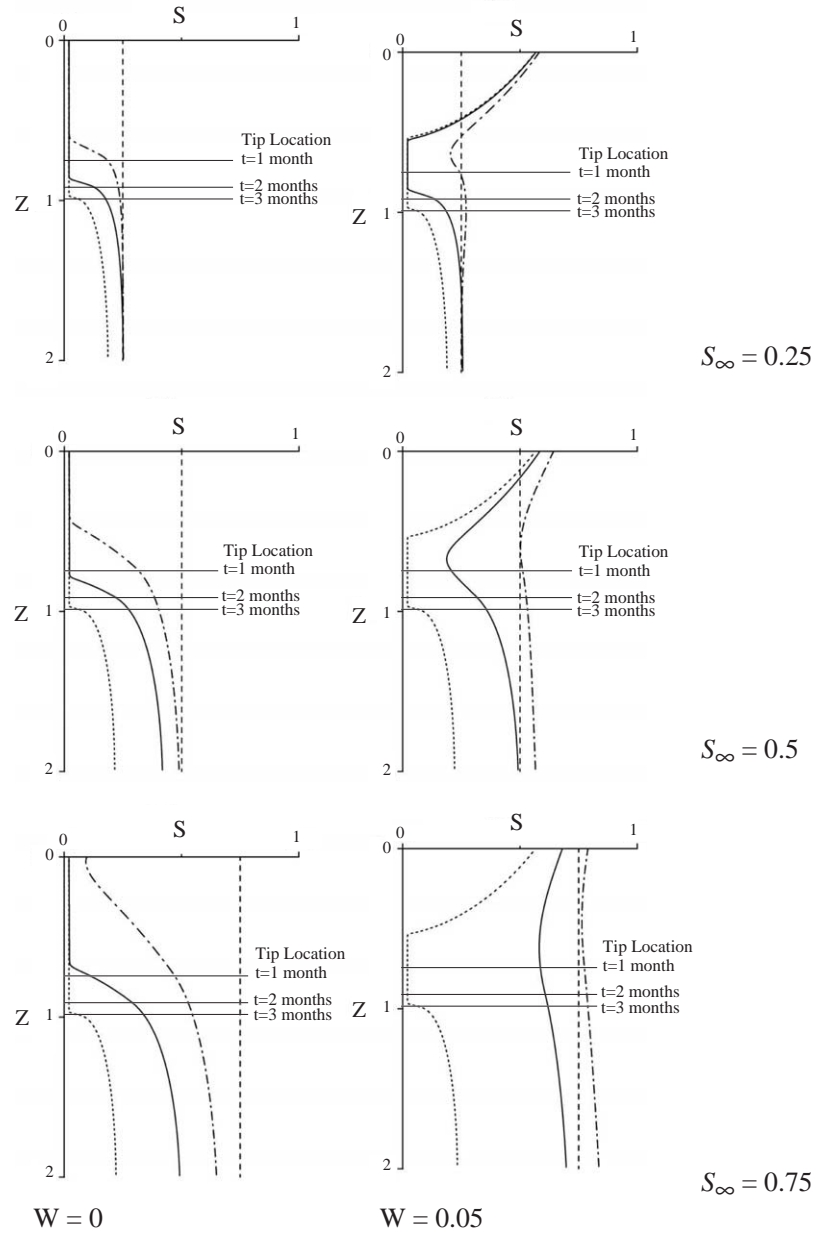 S
0 1
0
Tip Location
t=1 month
t=2 months
Z 1
t=3 months
2
S
0 1
0
Tip Location
t=1 month
t=2 months
Z 1
t=3 months
2
S∞ = 0.25
S
0 1
0
Tip Location
t=1 month
t=2 months
Z 1
t=3 months
2
S
0 1
0
Tip Location
t=1 month
t=2 months
Z 1
t=3 months
2
S∞ = 0.5
S
0 1
0
Tip Location
t=1 month
t=2 months
Z 1
t=3 months
2
S
0 1
0
Tip Location
t=1 month
t=2 months
Z 1
t=3 months
2
S∞ = 0.75
W = 0 W = 0.05